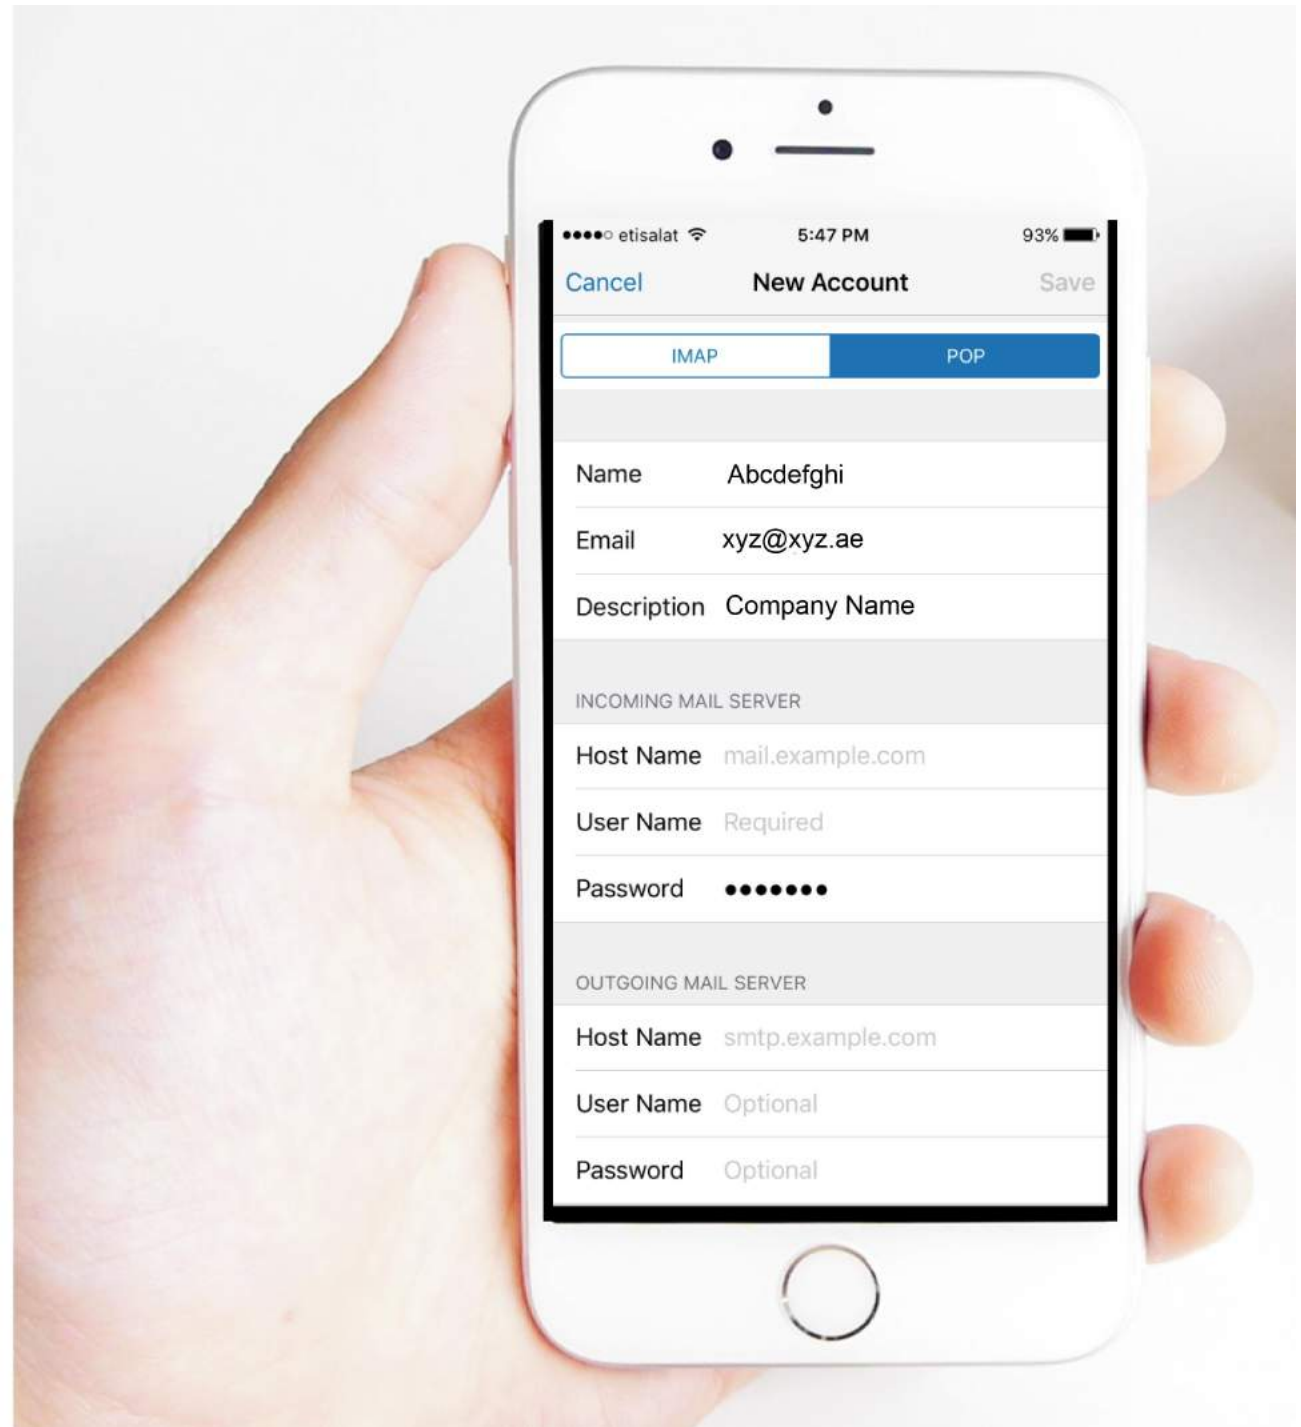 etisalat 5:47 PM 93%
Cancel New Account Save
IMAP POP
Name Abcdefghi
Email xyz@xyz.ae
Description Company Name
INCOMING MAIL SERVER
Host Name mail.example.com
User Name Required
Password •••••••
OUTGOING MAIL SERVER
Host Name smtp.example.com
User Name Optional
Password Optional